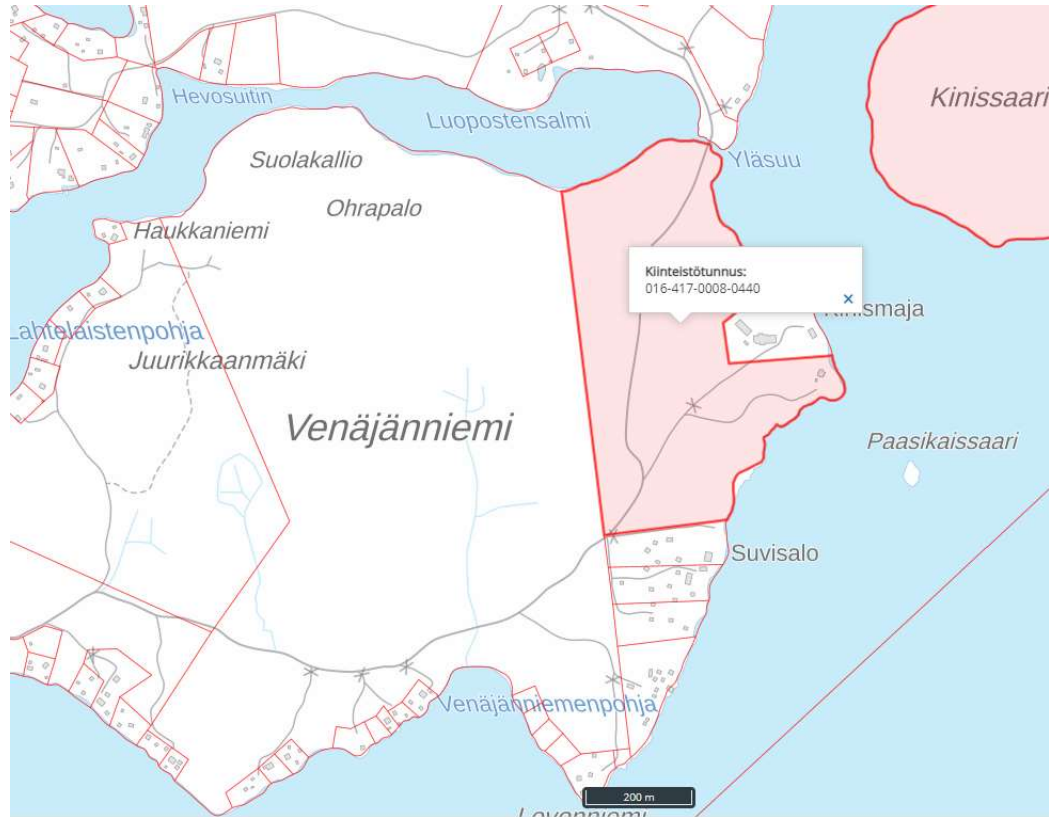 Hevosuitin
Luopostensalmi
Kinissaari
Suolakallio
Yläsuu
Ohrapalo
Haukkaniemi
Kiinteistötunnus:
016-417-0008-0440
×
Lahtelaistenpohja
Juurikkaanmäki
Venäjänniemi
Paasikaissaari
Suvisalo
Venäjänniemenpohja
200 m